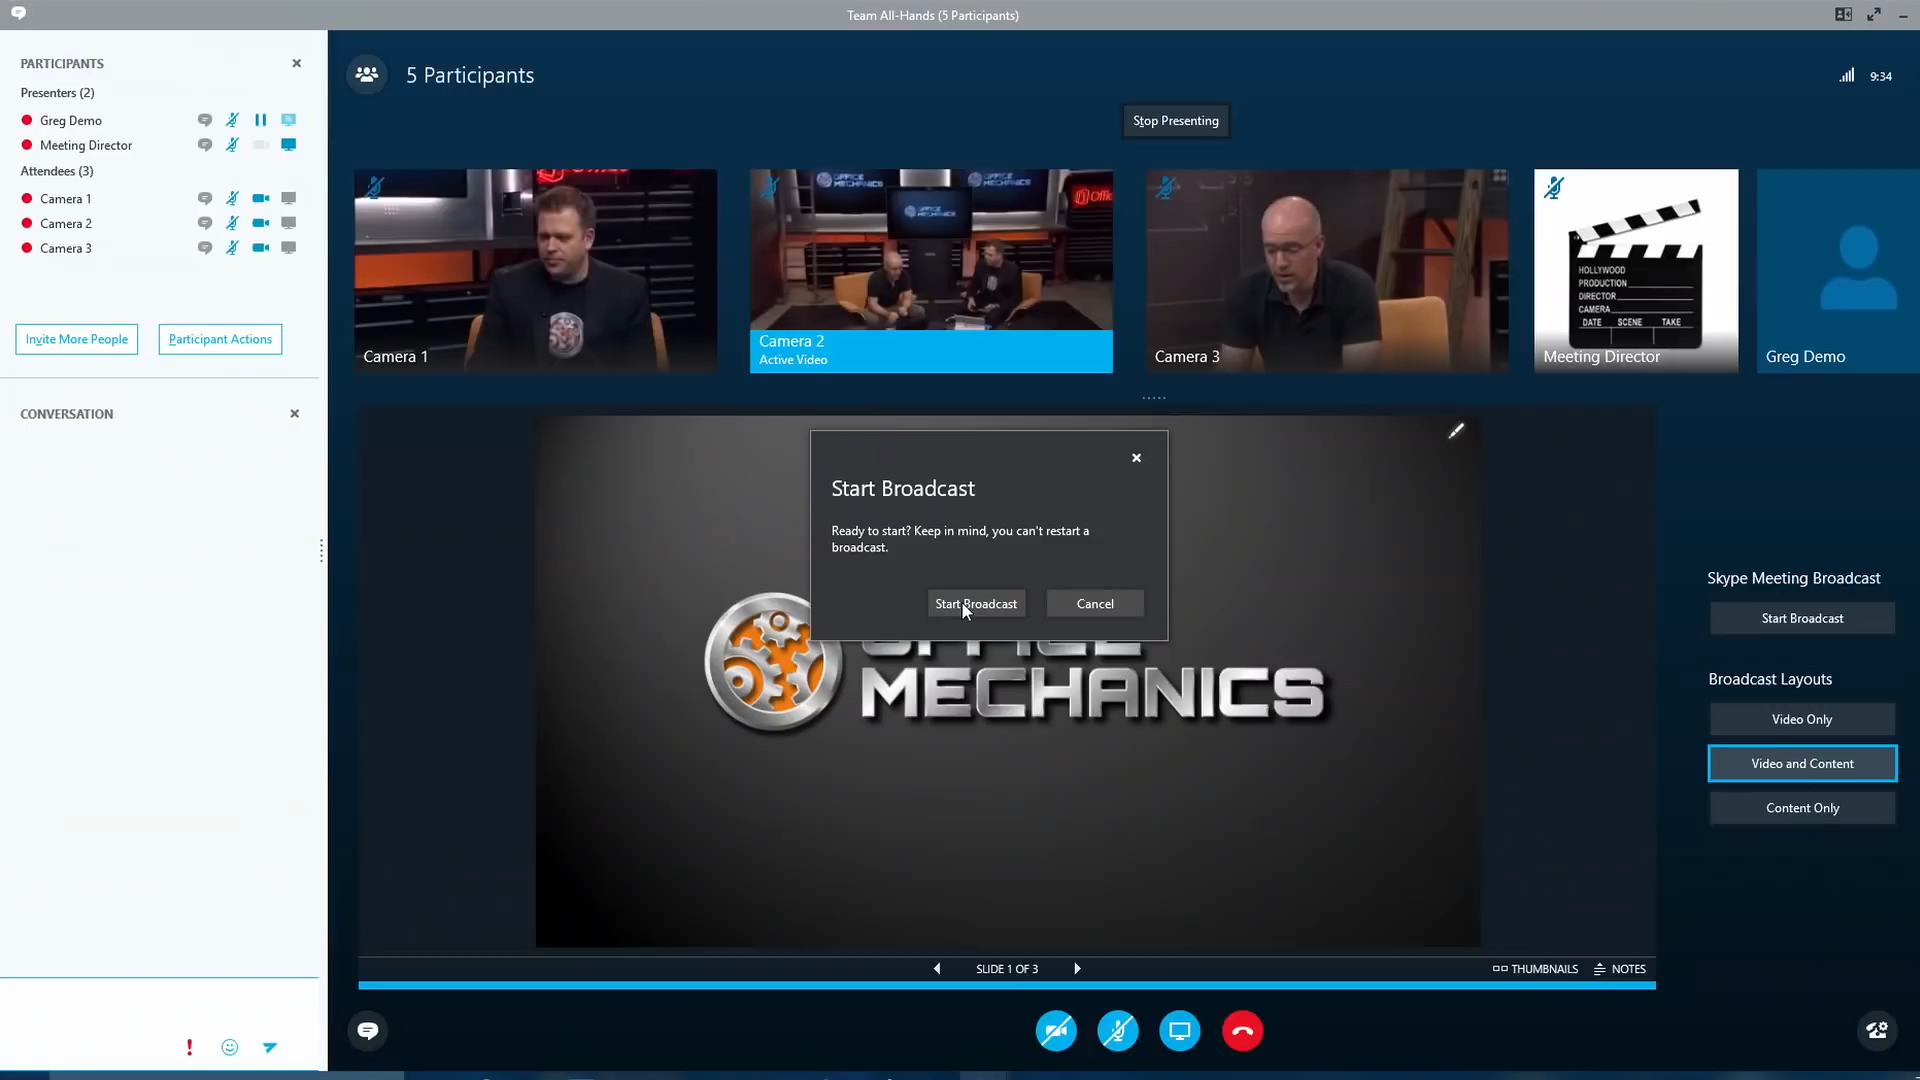 Team All-Hands (5 Participants)
PARTICIPANTS
Presenters (2)
Greg Demo
Meeting Director
Attendees (3)
Camera 1
Camera 2
Camera 3
Invite More People
Participant Actions
CONVERSATION
5 Participants
9:34
Stop Presenting
Camera 1
Camera 2
Active Video
Camera 3
HOLLYWOOD
PRODUCTION
DIRECTOR
CAMERA
DATE SCENE TAKE
Meeting Director
Greg Demo
Start Broadcast
Ready to start? Keep in mind, you can't restart a
broadcast.
Start Broadcast
Cancel
OFFICE
MECHANICS
Skype Meeting Broadcast
Start Broadcast
Broadcast Layouts
Video Only
Video and Content
Content Only
SLIDE 1 OF 3
THUMBNAILS
NOTES